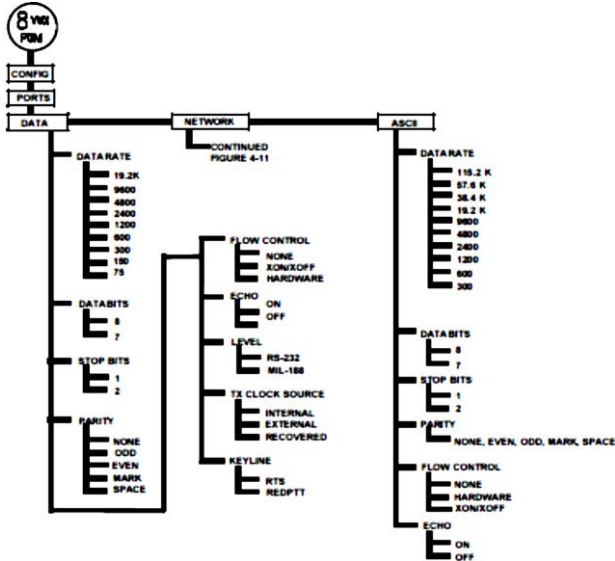 8 VMX
PGM
CONFIG
PORTS
DATA
NETWORK
ASCII
CONTINUED
FIGURE 4-11
DATA RATE
19.2K
9600
4800
2400
1200
600
300
150
75
DATABITS
8
7
STOP BITS
1
2
PARITY
NONE
ODD
EVEN
MARK
SPACE
FLOW CONTROL
NONE
XON/XOFF
HARDWARE
ECHO
ON
OFF
LEVEL
RS-232
MIL-188
TX CLOCK SOURCE
INTERNAL
EXTERNAL
RECOVERED
KEYLINE
RTS
REDPTT
DATA RATE
115.2 K
57.6 K
38.4 K
19.2 K
9600
4800
2400
1200
600
300
DATABITS
8
7
STOP BITS
1
2
PARITY
NONE, EVEN, ODD, MARK, SPACE
FLOW CONTROL
NONE
HARDWARE
XON/XOFF
ECHO
ON
OFF